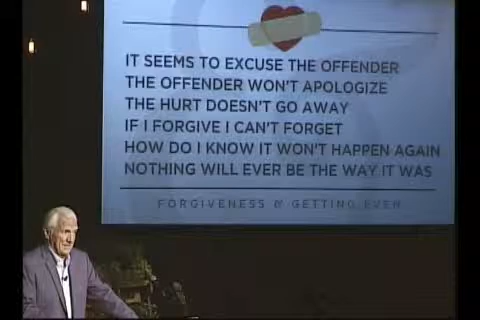 IT SEEMS TO EXCUSE THE OFFENDER
THE OFFENDER WON'T APOLOGIZE
THE HURT DOESN'T GO AWAY
IF I FORGIVE I CAN'T FORGET
HOW DO I KNOW IT WON'T HAPPEN AGAIN
NOTHING WILL EVER BE THE WAY IT WAS
FORGIVENESS & GETTING EVEN